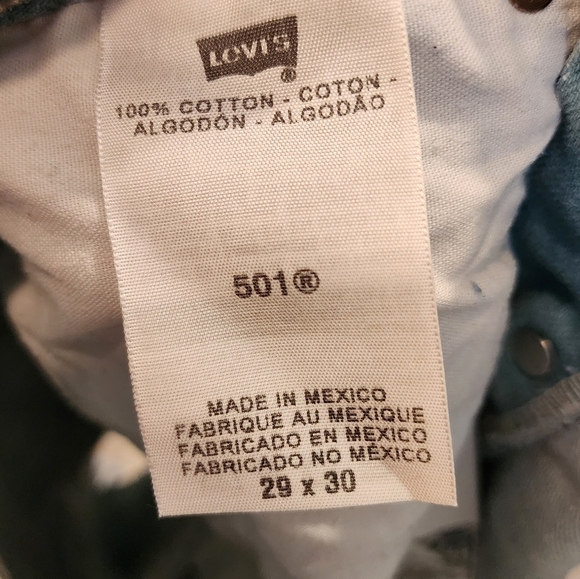 LEVI'S®
100% COTTON - COTON -
ALGODÓN - ALGODÃO
501®
MADE IN MEXICO
FABRIQUE AU MEXIQUE
FABRICADO EN MEXICO
FABRICADO NO MÉXICO
29 x 30